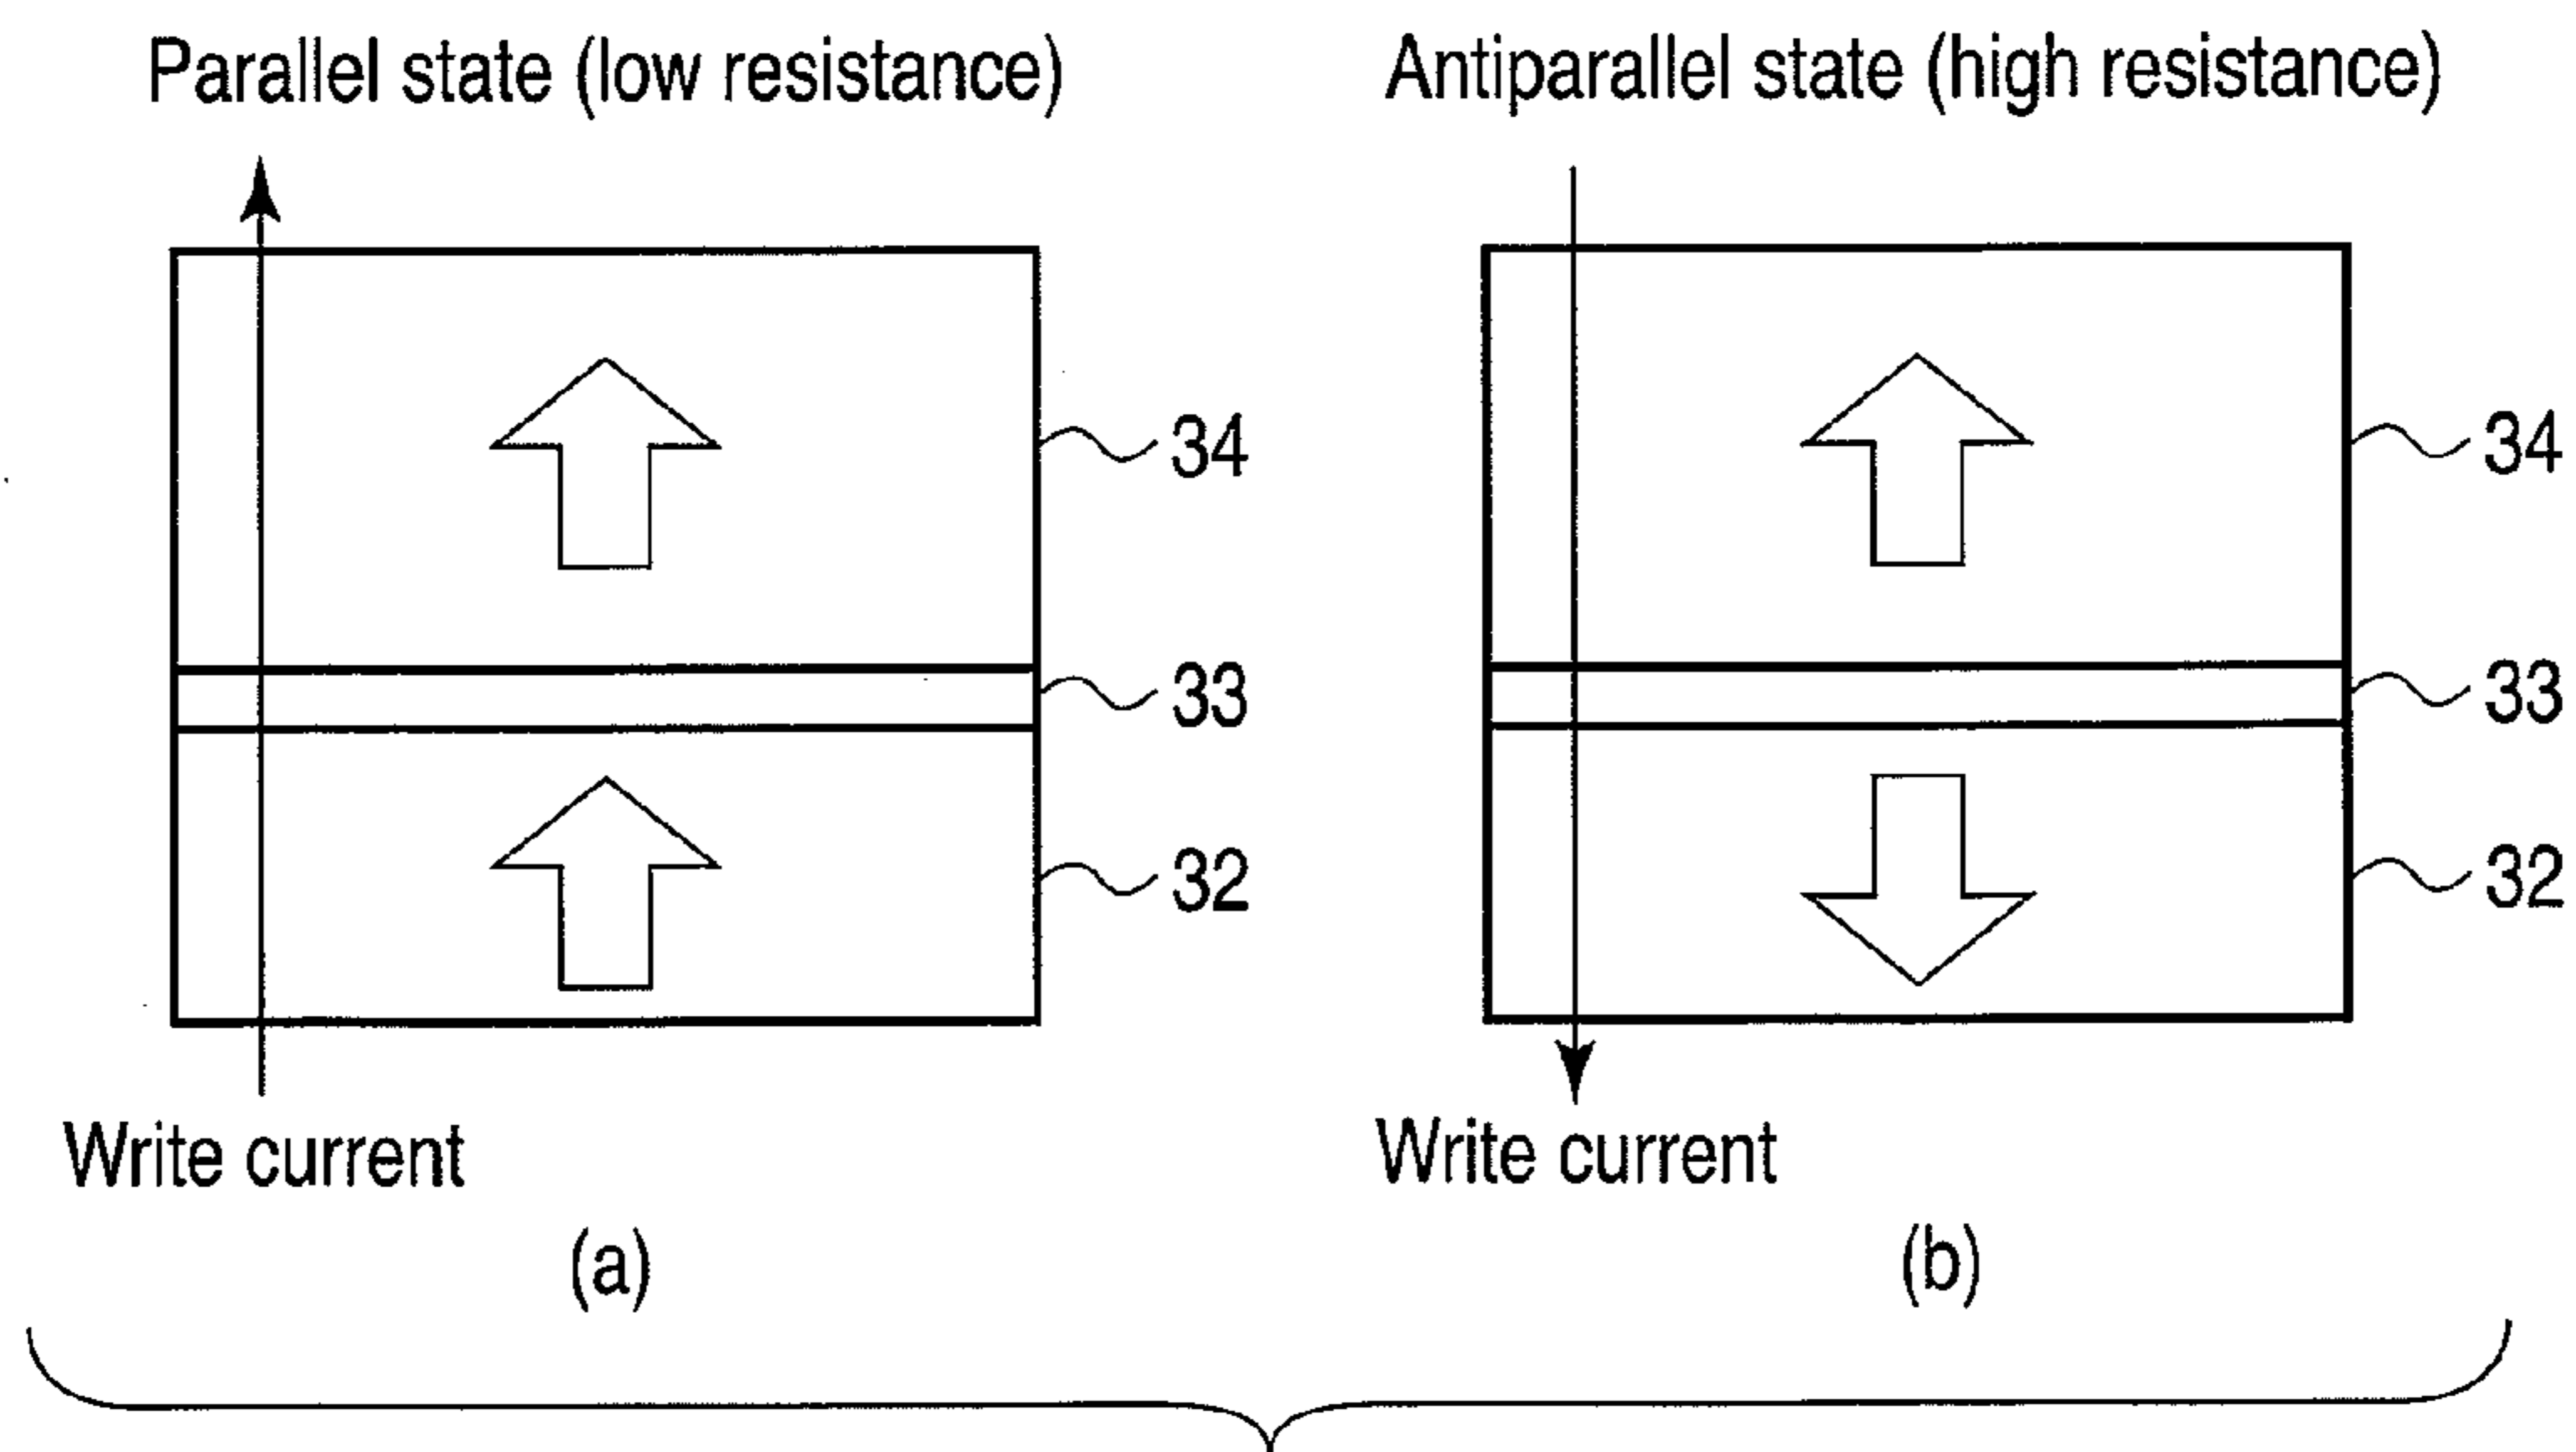 Parallel state (low resistance)
34
33
32
Write current
(a)
Antiparallel state (high resistance)
34
33
32
Write current
(b)